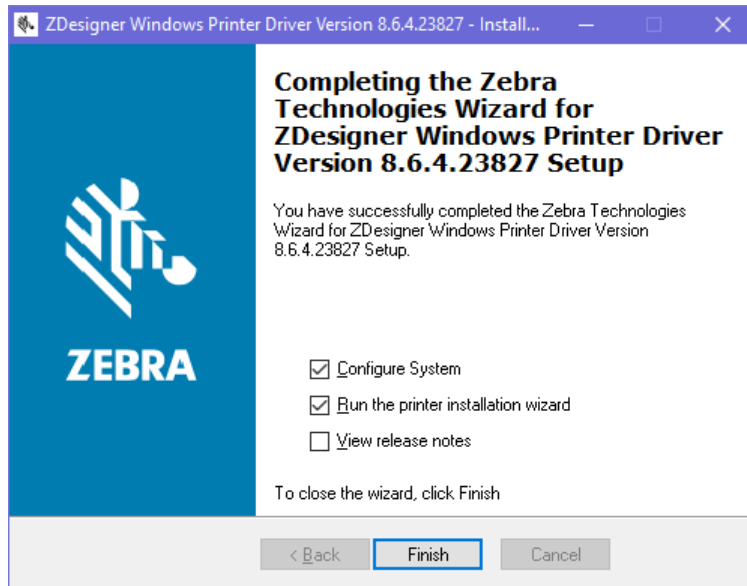 ZDesigner Windows Printer Driver Version 8.6.4.23827 - Install...
Completing the Zebra
Technologies Wizard for
ZDesigner Windows Printer Driver
Version 8.6.4.23827 Setup
You have successfully completed the Zebra Technologies
Wizard for ZDesigner Windows Printer Driver Version
8.6.4.23827 Setup.
ZEBRA
Configure System
Run the printer installation wizard
View release notes
To close the wizard, click Finish
< Back
Finish
Cancel